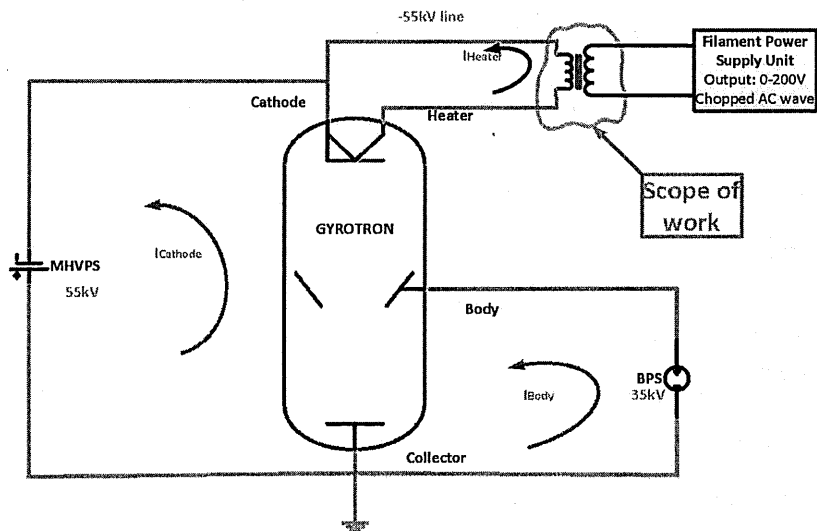 -55kV line
Filament Power
Supply Unit
Output: 0-200V
Chopped AC wave
IHeater
Cathode
Heater
Scope of
work
GYROTRON
ICathode
MHVPS
55kV
Body
BPS
35kV
IBody
Collector